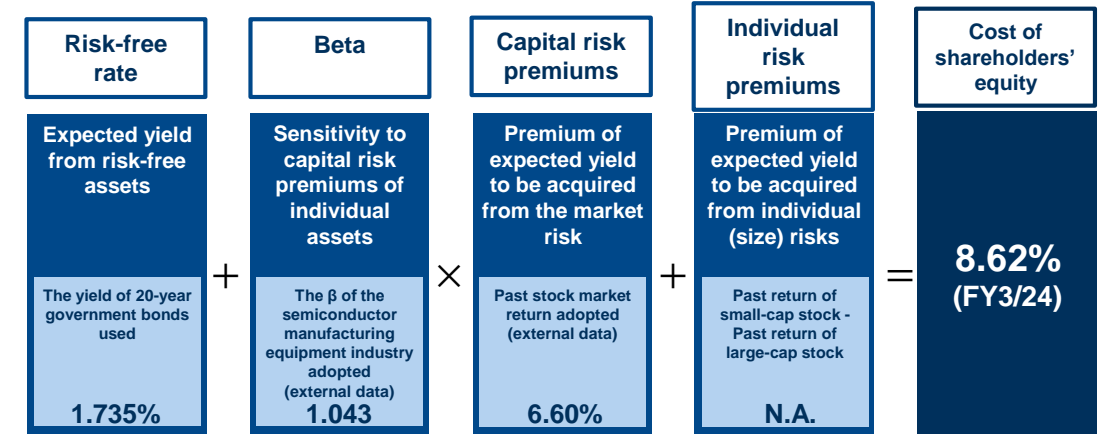 Risk-free
rate
Expected yield
from risk-free
assets
The yield of 20-year
government bonds
used
1.735%
+
Beta
Sensitivity to
capital risk
premiums of
individual
assets
The β of the
semiconductor
manufacturing
equipment industry
adopted
(external data)
1.043
×
Capital risk
premiums
Premium of
expected yield
to be acquired
from the market
risk
Past stock market
return adopted
(external data)
6.60%
+
Individual
risk
premiums
Premium of
expected yield
to be acquired
from individual
(size) risks
Past return of
small-cap stock -
Past return of
large-cap stock
N.A.
=
Cost of
shareholders'
equity
8.62%
(FY3/24)